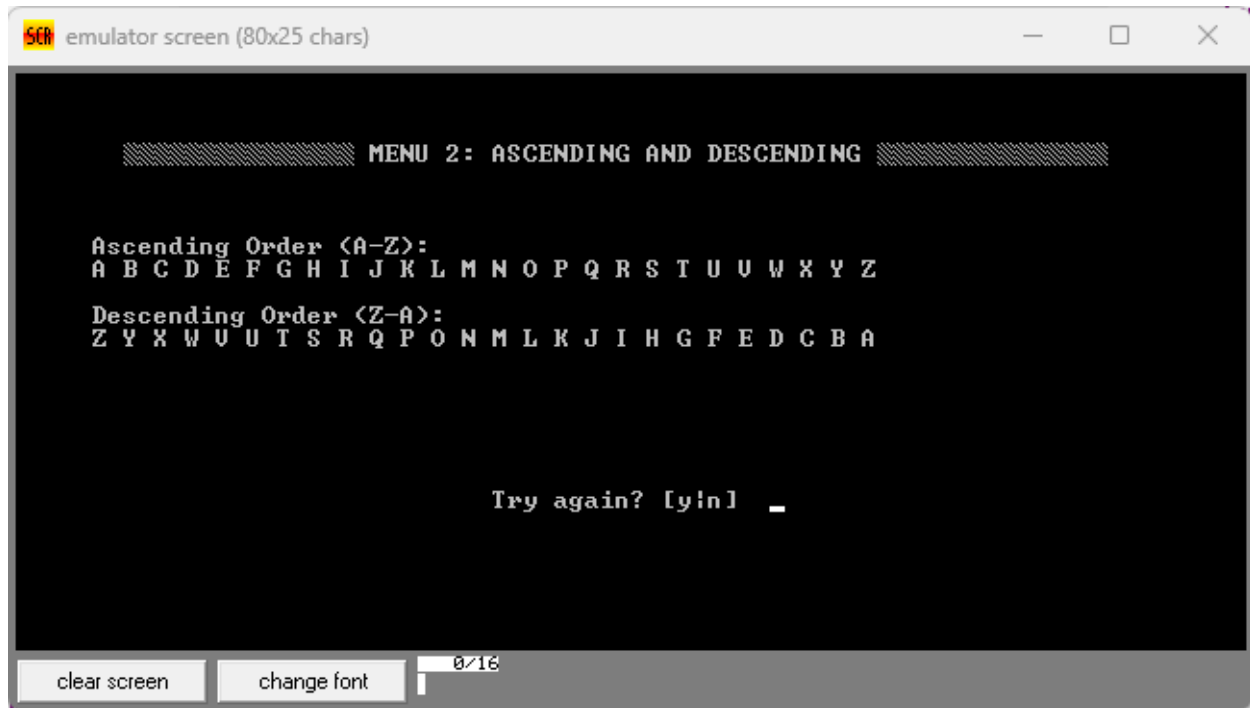 SCR emulator screen (80x25 chars)
MENU 2: ASCENDING AND DESCENDING
Ascending Order (A-Z):
A B C D E F G H I J K L M N O P Q R S T U V W X Y Z
Descending Order (Z-A):
Z Y X W V U T S R Q P O N M L K J I H G F E D C B A
Try again? [y|n] _
clear screen change font 0/16